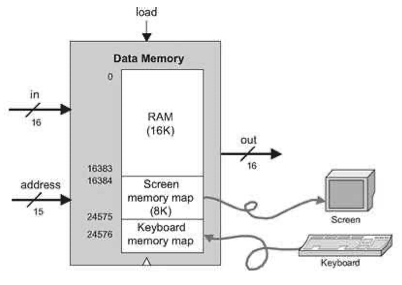 load
Data Memory
0
in
16
RAM
(16K)
out
16
16383
16384
address
15
Screen
memory map
(8K)
24575
24576
Keyboard
memory map
Screen
Keyboard